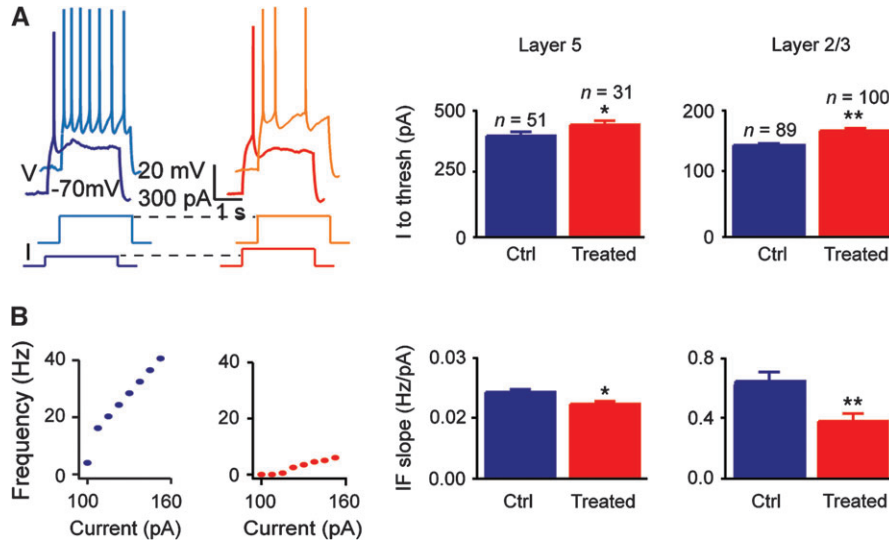 A
Layer 5
Layer 2/3
V
-70mV
20 mV
300 pA
1 s
I
I to thresh (pA)
500
250
0
n = 51
n = 31
*
Ctrl
Treated
200
100
0
n = 89
n = 100
**
Ctrl
Treated
B
Frequency (Hz)
40
20
0
100
160
Current (pA)
40
20
0
100
160
Current (pA)
IF slope (Hz/pA)
0.03
0.02
0.00
*
Ctrl
Treated
0.8
0.4
0.0
**
Ctrl
Treated